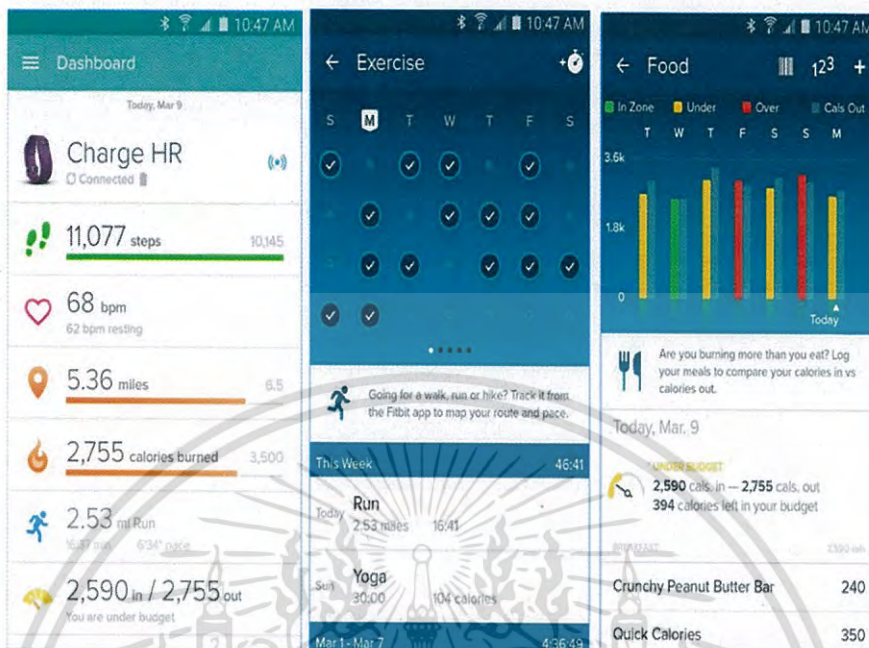 10:47 AM
Dashboard
Today, Mar 9
Charge HR
Connected
11,077 steps
10,145
68 bpm
62 bpm resting
5.36 miles
6.5
2,755 calories burned
3,500
2.53 mi Run
6'34" pace
2,590 in / 2,755 out
You are under budget
10:47 AM
Exercise
S M T W T F S
Going for a walk, run or hike? Track it from
the Fitbit app to map your route and pace.
This Week 46:41
Today
Run
2.53 miles 16:41
Sun
Yoga
30:00 104 calories
Mar 1 - Mar 7 4:36:49
10:47 AM
Food
123 +
In Zone Under Over Cals Out
T W T F S S M
3.6k
1.8k
0
Today
Are you burning more than you eat? Log
your meals to compare your calories in vs
calories out.
Today, Mar. 9
UNDER BUDGET
2,590 cals. in — 2,755 cals. out
394 calories left in your budget
BREAKFAST
Crunchy Peanut Butter Bar 240
Quick Calories 350